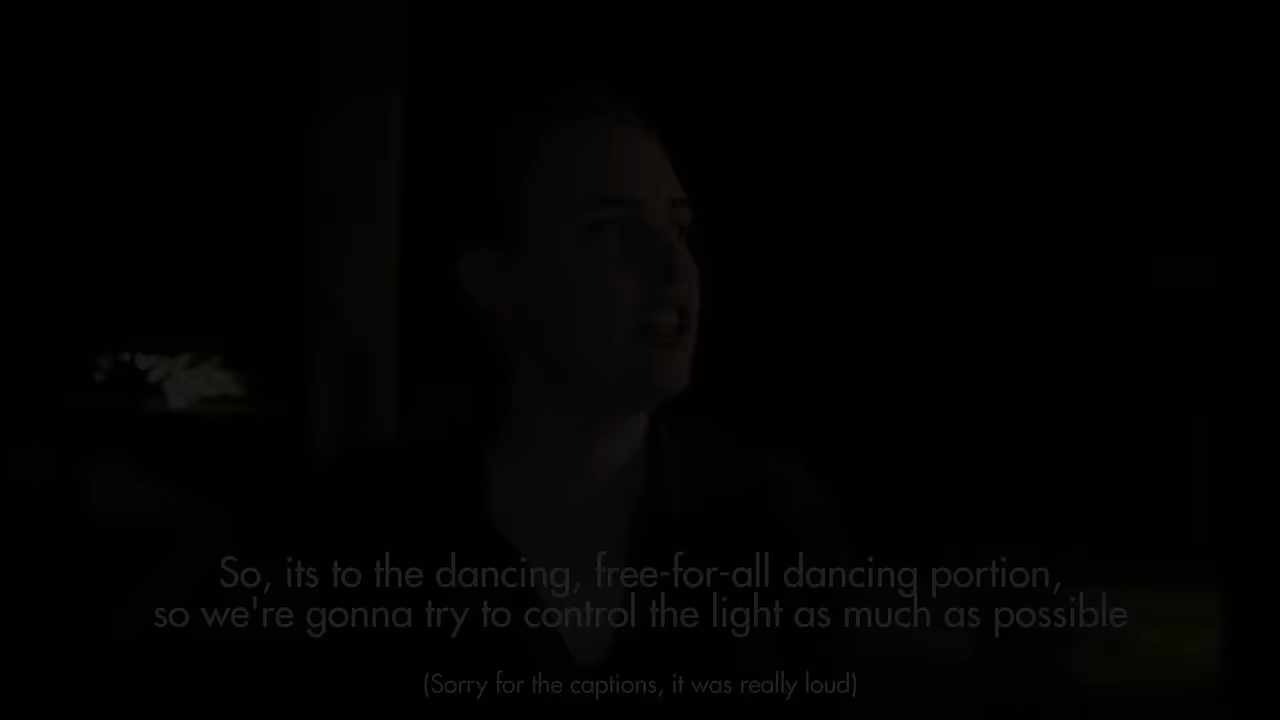 So, its to the dancing, free-for-all dancing portion,
so we're gonna try to control the light as much as possible
(Sorry for the captions, it was really loud)